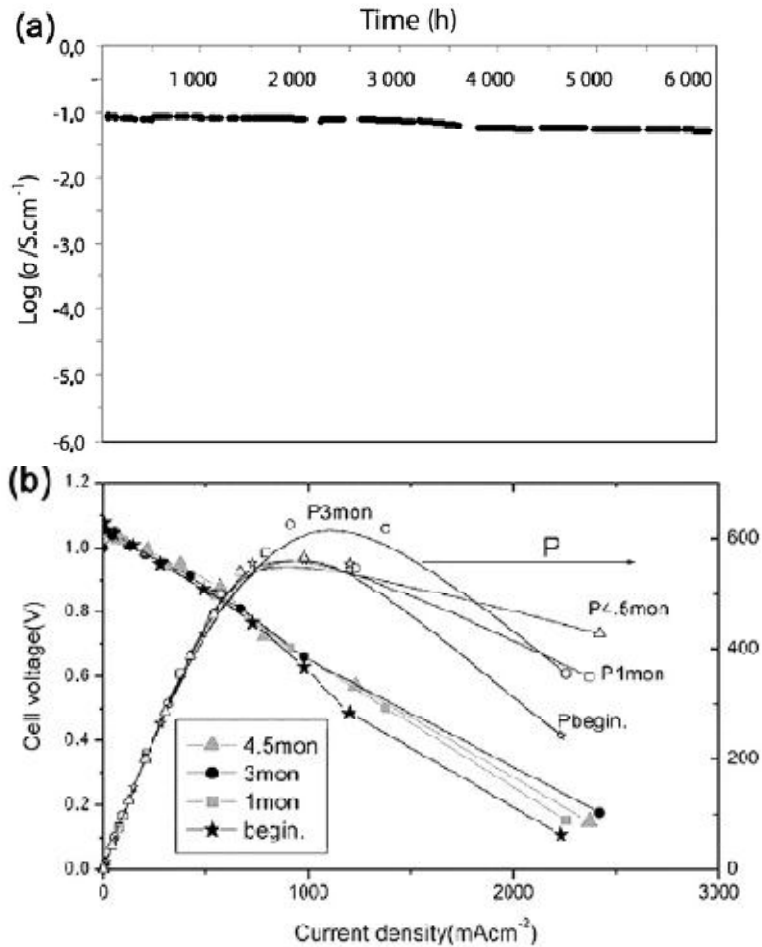 (a)
Time (h)
0,0
-1,0
-2,0
-3,0
-4,0
-5,0
-6,0
1 000 2 000 3 000 4 000 5 000 6 000
Log (σ/S.cm⁻¹)
(b)
1.2
1.0
0.8
0.6
0.4
0.2
0.0
Cell voltage(V)
P3mon
P
P4.5mon
P1mon
Pbegin.
4.5mon
3mon
1mon
begin.
600
400
200
0
0 1000 2000 3000
Current density(mAcm⁻²)